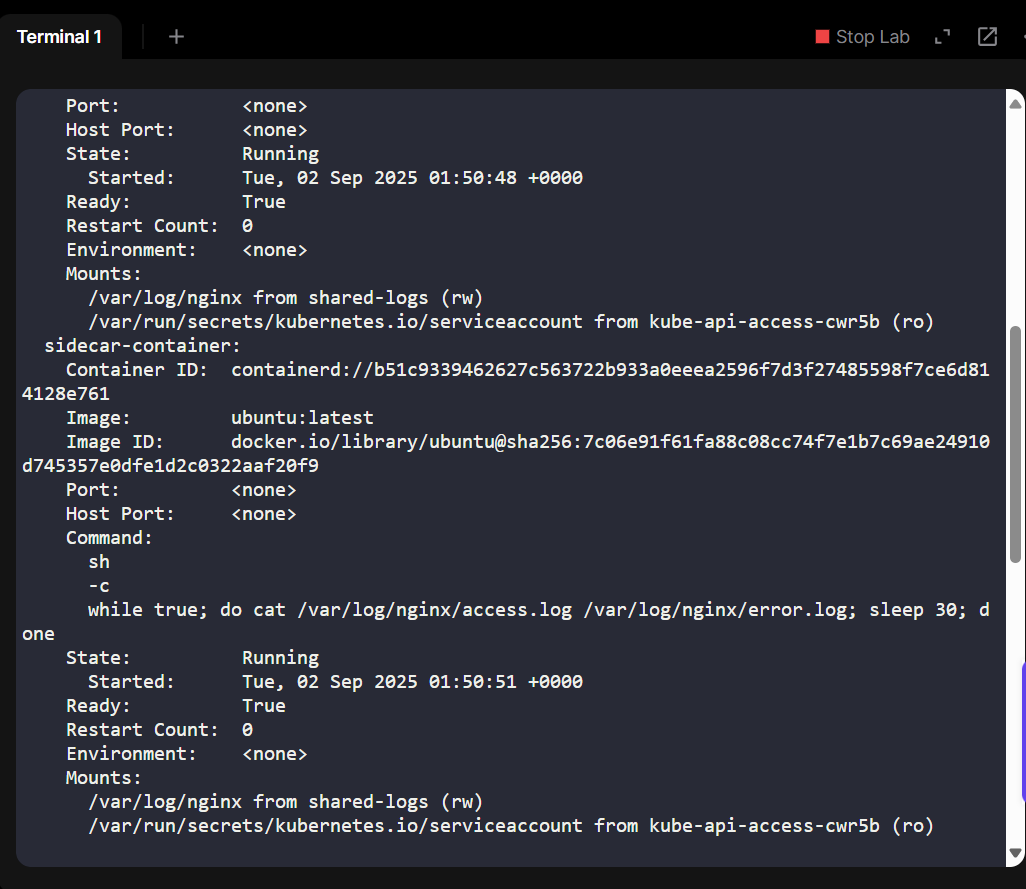 Terminal 1
+
Stop Lab
Port: <none>
Host Port: <none>
State: Running
Started: Tue, 02 Sep 2025 01:50:48 +0000
Ready: True
Restart Count: 0
Environment: <none>
Mounts:
/var/log/nginx from shared-logs (rw)
/var/run/secrets/kubernetes.io/serviceaccount from kube-api-access-cwr5b (ro)
sidecar-container:
Container ID: containerd://b51c9339462627c563722b933a0eeea2596f7d3f27485598f7ce6d81
4128e761
Image: ubuntu:latest
Image ID: docker.io/library/ubuntu@sha256:7c06e91f61fa88c08cc74f7e1b7c69ae24910
d745357e0dfe1d2c0322aaf20f9
Port: <none>
Host Port: <none>
Command:
sh
-c
while true; do cat /var/log/nginx/access.log /var/log/nginx/error.log; sleep 30; d
one
State: Running
Started: Tue, 02 Sep 2025 01:50:51 +0000
Ready: True
Restart Count: 0
Environment: <none>
Mounts:
/var/log/nginx from shared-logs (rw)
/var/run/secrets/kubernetes.io/serviceaccount from kube-api-access-cwr5b (ro)